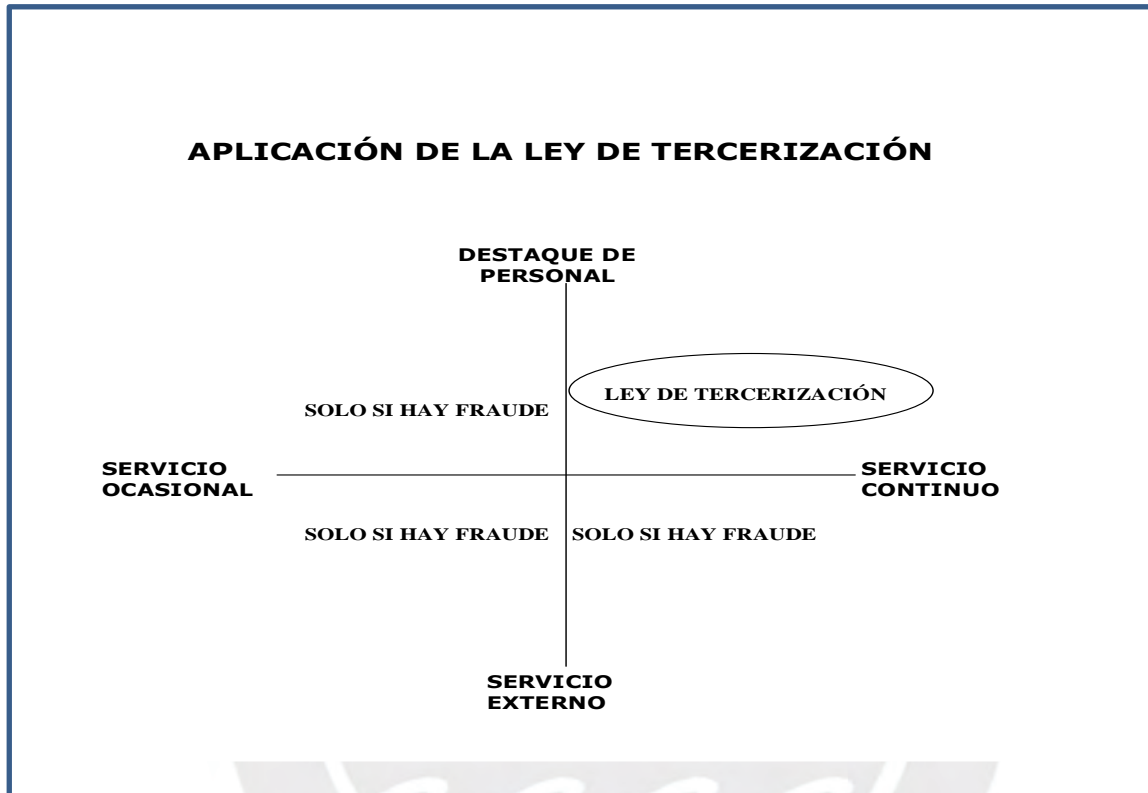 APLICACIÓN DE LA LEY DE TERCERIZACIÓN
DESTAQUE DE
PERSONAL
LEY DE TERCERIZACIÓN
SOLO SI HAY FRAUDE
SERVICIO
OCASIONAL
SERVICIO
CONTINUO
SOLO SI HAY FRAUDE
SOLO SI HAY FRAUDE
SERVICIO
EXTERNO